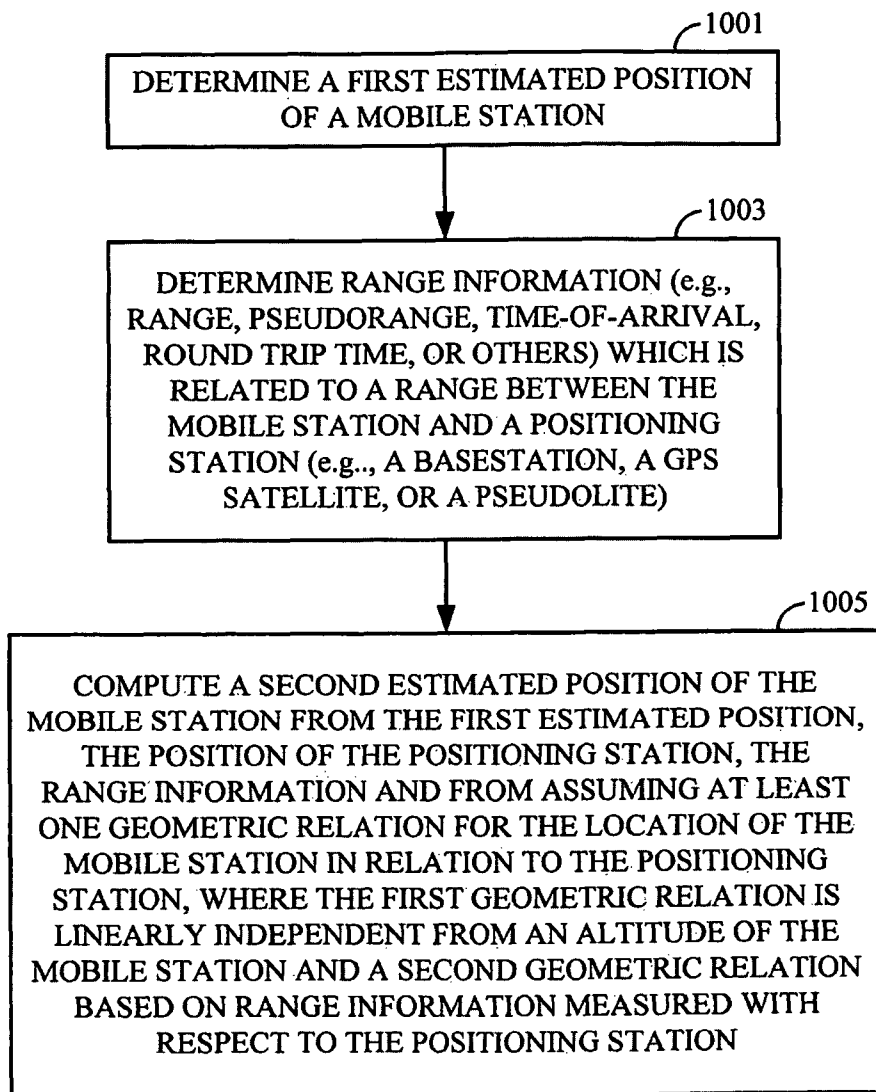 1001
DETERMINE A FIRST ESTIMATED POSITION
OF A MOBILE STATION
1003
DETERMINE RANGE INFORMATION (e.g.,
RANGE, PSEUDORANGE, TIME-OF-ARRIVAL,
ROUND TRIP TIME, OR OTHERS) WHICH IS
RELATED TO A RANGE BETWEEN THE
MOBILE STATION AND A POSITIONING
STATION (e.g.., A BASESTATION, A GPS
SATELLITE, OR A PSEUDOLITE)
1005
COMPUTE A SECOND ESTIMATED POSITION OF THE
MOBILE STATION FROM THE FIRST ESTIMATED POSITION,
THE POSITION OF THE POSITIONING STATION, THE
RANGE INFORMATION AND FROM ASSUMING AT LEAST
ONE GEOMETRIC RELATION FOR THE LOCATION OF THE
MOBILE STATION IN RELATION TO THE POSITIONING
STATION, WHERE THE FIRST GEOMETRIC RELATION IS
LINEARLY INDEPENDENT FROM AN ALTITUDE OF THE
MOBILE STATION AND A SECOND GEOMETRIC RELATION
BASED ON RANGE INFORMATION MEASURED WITH
RESPECT TO THE POSITIONING STATION